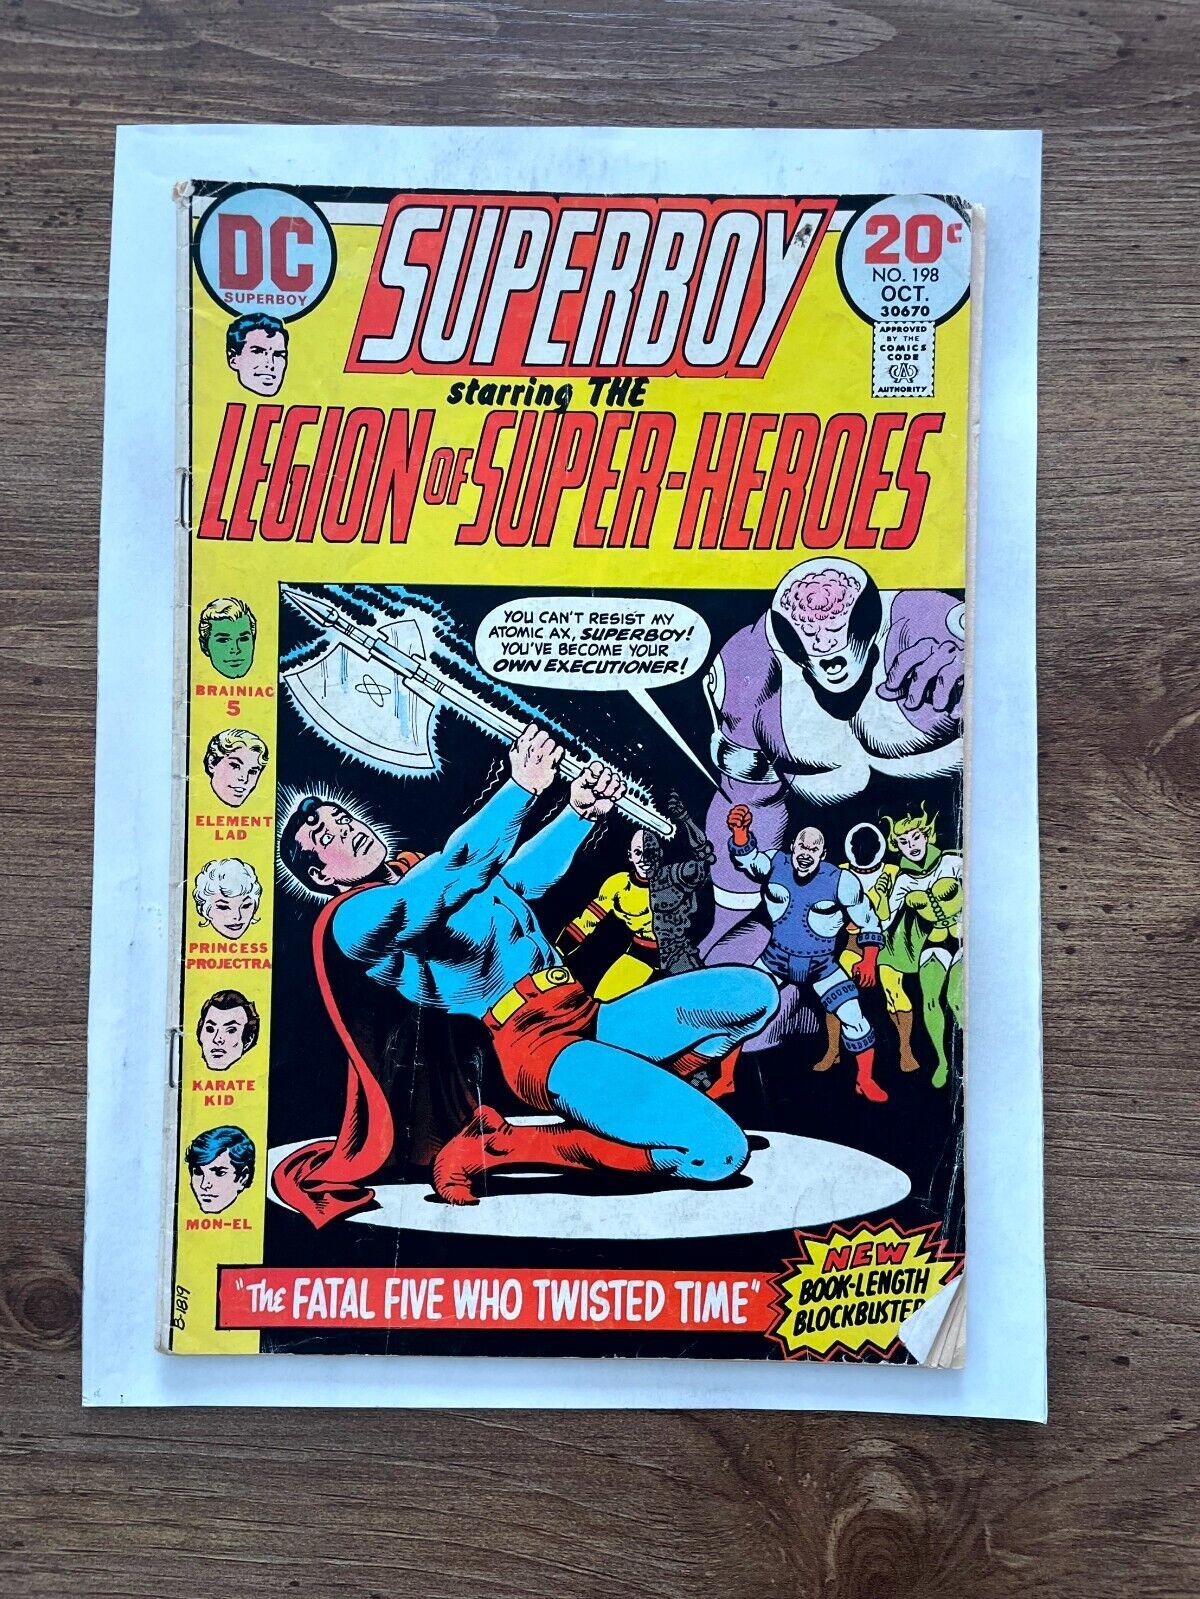 DC
SUPERBOY
SUPERBOY
20¢
NO. 198
OCT.
30670
APPROVED
BY THE
COMICS
CODE
AUTHORITY
starring THE
LEGION OF SUPER-HEROES
YOU CAN'T RESIST MY
ATOMIC AX, SUPERBOY!
YOU'VE BECOME YOUR
OWN EXECUTIONER!
BRAINIAC
5
ELEMENT
LAD
PRINCESS
PROJECTRA
KARATE
KID
MON-EL
B-1819
"The FATAL FIVE WHO TWISTED TIME"
NEW
BOOK-LENGTH
BLOCKBUSTER